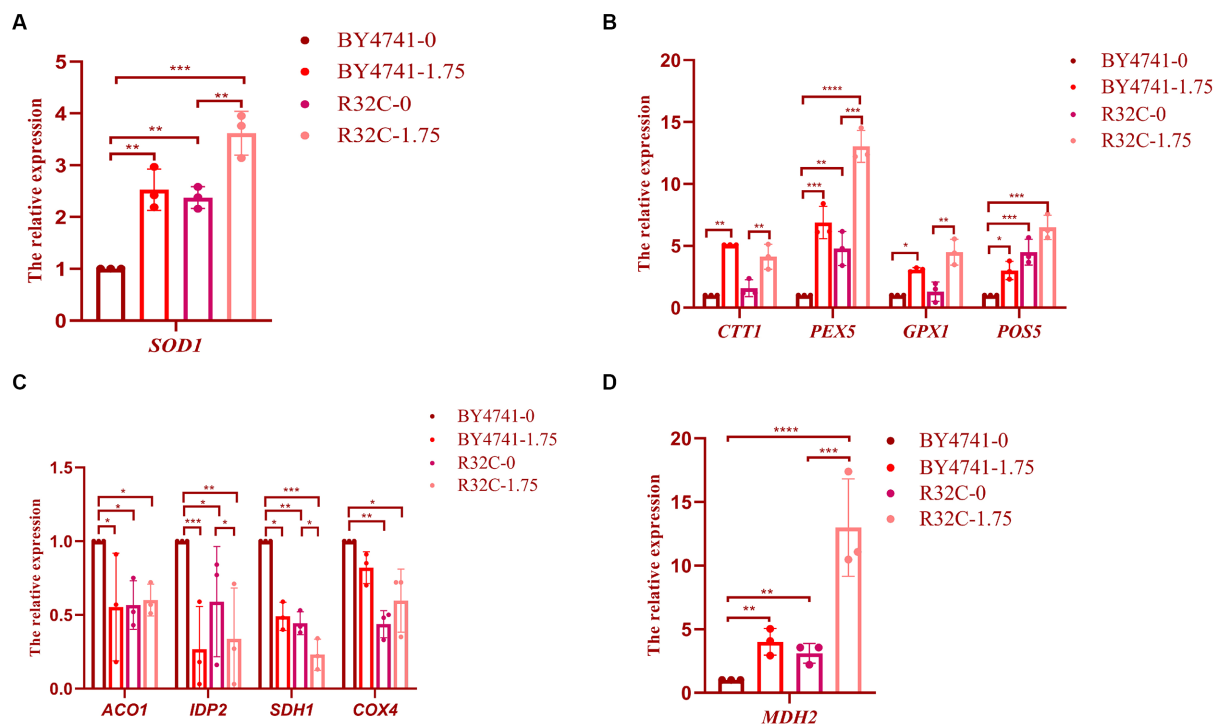 A
BY4741-0
BY4741-1.75
R32C-0
R32C-1.75
The relative expression
5
4
3
2
1
0
***
**
**
**
SOD1
B
BY4741-0
BY4741-1.75
R32C-0
R32C-1.75
The relative expression
20
15
10
5
0
**
**
****
***
**
***
*
**
***
***
*
CTT1 PEX5 GPX1 POS5
C
BY4741-0
BY4741-1.75
R32C-0
R32C-1.75
The relative expression
1.5
1.0
0.5
0.0
*
*
*
**
*
***
*
***
**
*
*
*
**
ACO1 IDP2 SDH1 COX4
D
BY4741-0
BY4741-1.75
R32C-0
R32C-1.75
The relative expression
20
15
10
5
0
****
***
**
**
MDH2